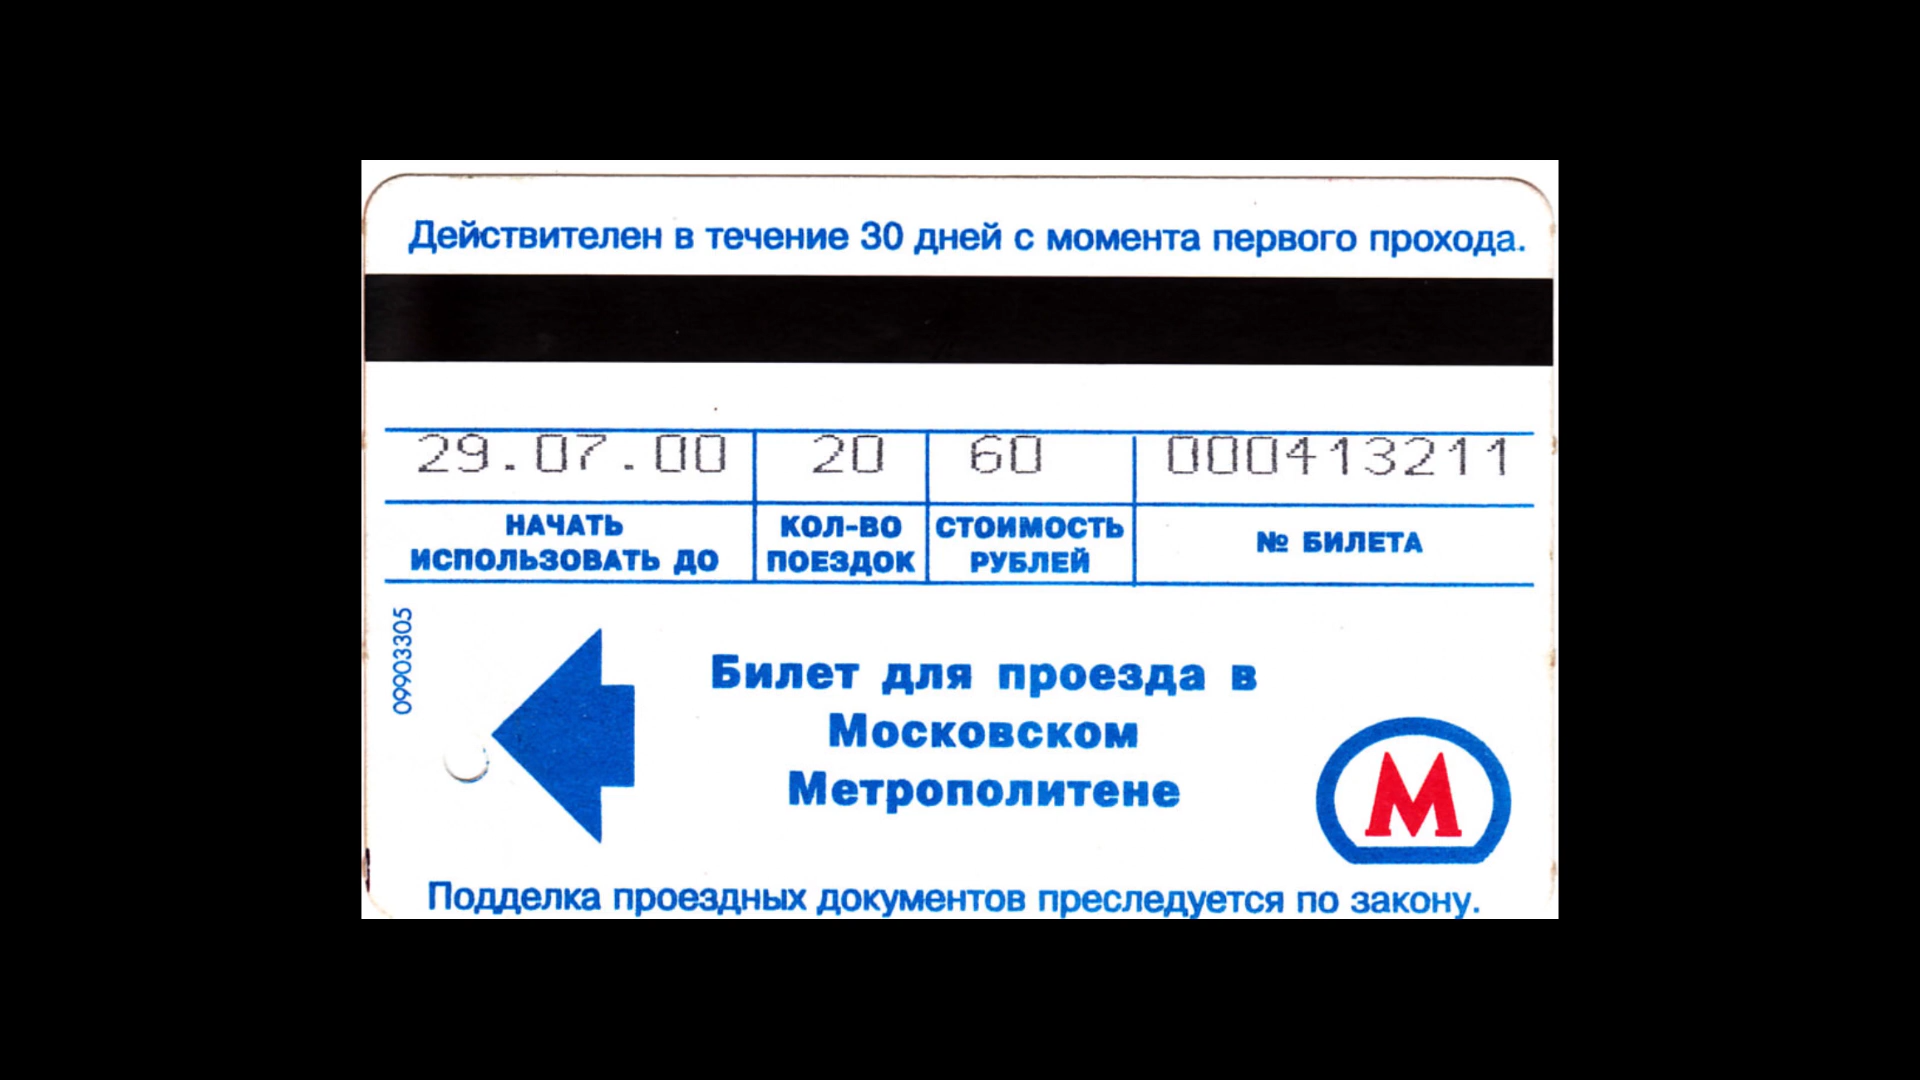 Действителен в течение 30 дней с момента первого прохода.
29.07.00 20 60 000413211
НАЧАТЬ ИСПОЛЬЗОВАТЬ ДО
КОЛ-ВО ПОЕЗДОК
СТОИМОСТЬ РУБЛЕЙ
№ БИЛЕТА
09903305
Билет для проезда в
Московском
Метрополитене
М
Подделка проездных документов преследуется по закону.